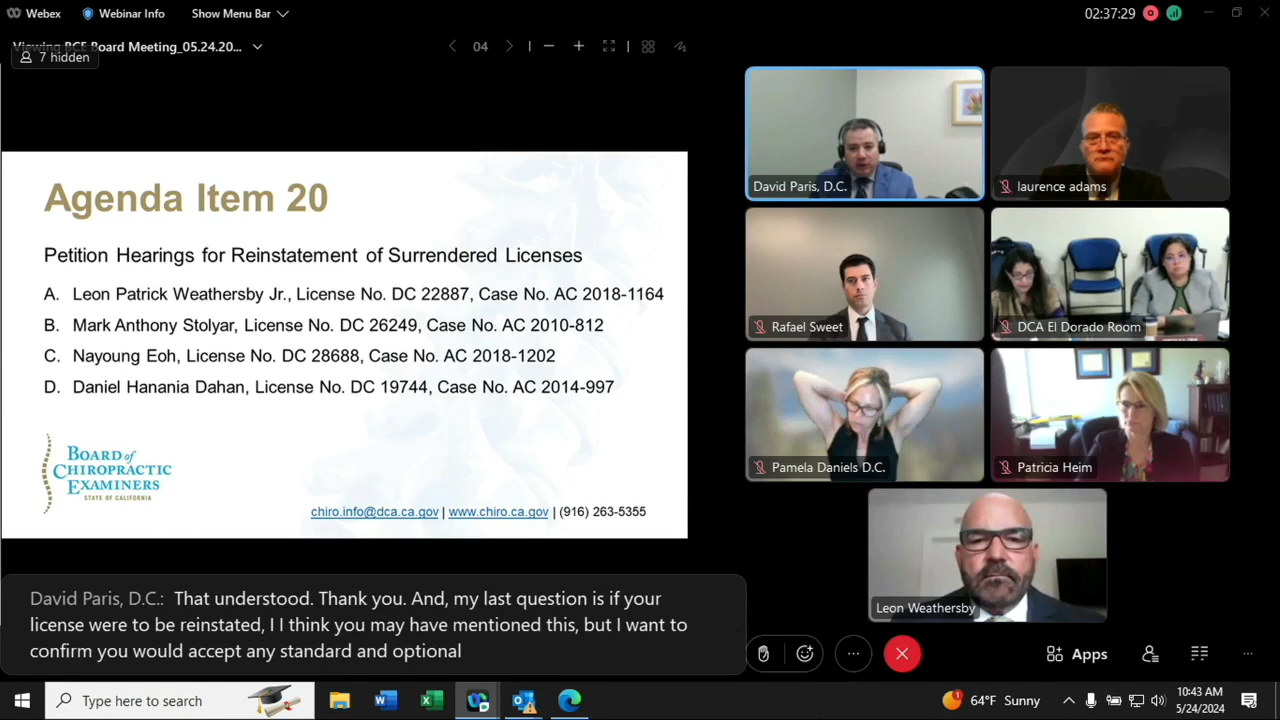 Webex
Webinar Info
Show Menu Bar
02:37:29
Board Meeting_05.24.20...
04
7 hidden
Agenda Item 20
Petition Hearings for Reinstatement of Surrendered Licenses
A. Leon Patrick Weathersby Jr., License No. DC 22887, Case No. AC 2018-1164
B. Mark Anthony Stolyar, License No. DC 26249, Case No. AC 2010-812
C. Nayoung Eoh, License No. DC 28688, Case No. AC 2018-1202
D. Daniel Hanania Dahan, License No. DC 19744, Case No. AC 2014-997
BOARD of
CHIROPRACTIC
EXAMINERS
STATE OF CALIFORNIA
chiro.info@dca.ca.gov | www.chiro.ca.gov | (916) 263-5355
David Paris, D.C.
laurence adams
Rafael Sweet
DCA El Dorado Room
Pamela Daniels D.C.
Patricia Heim
Leon Weathersby
David Paris, D.C.: That understood. Thank you. And, my last question is if your
license were to be reinstated, I I think you may have mentioned this, but I want to
confirm you would accept any standard and optional
Apps
Type here to search
1
64°F Sunny
10:43 AM
5/24/2024